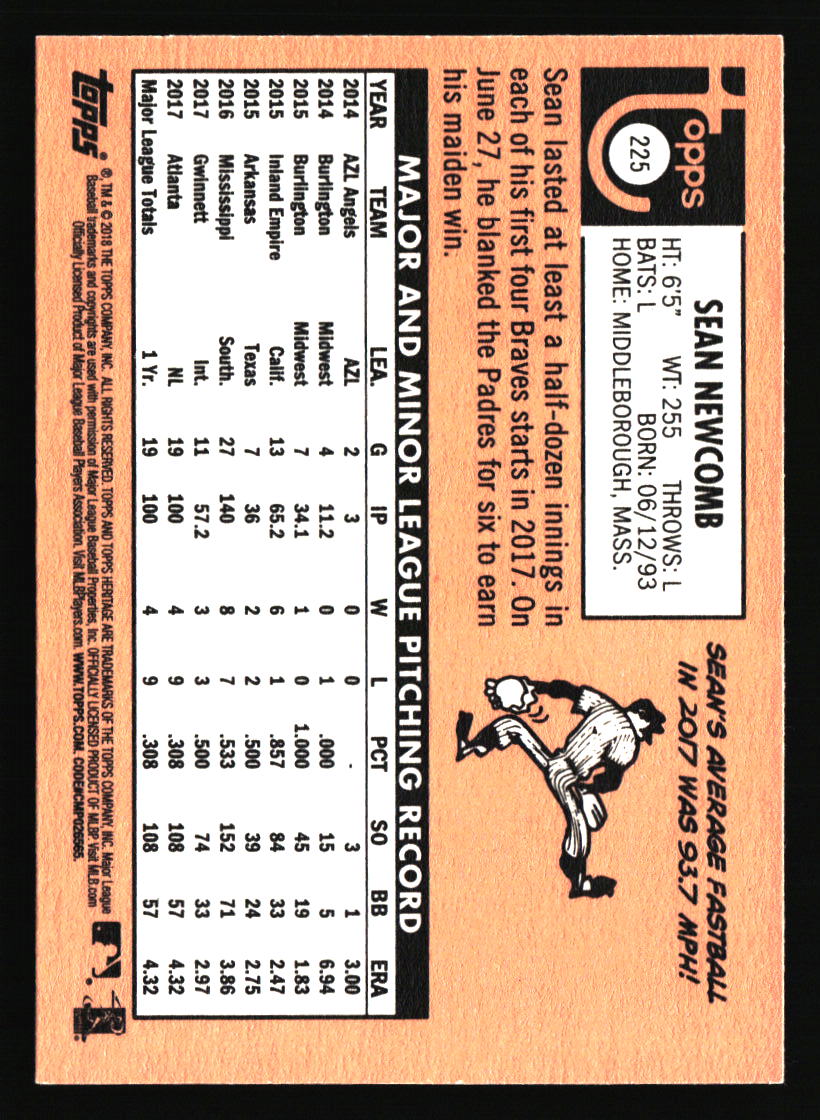 topps
225
SEAN NEWCOMB
HT: 6'5" WT: 255 THROWS: L
BATS: L BORN: 06/12/93
HOME: MIDDLEBOROUGH, MASS.
SEAN'S AVERAGE FASTBALL
IN 2017 WAS 93.7 MPH!
Sean lasted at least a half-dozen innings in
each of his first four Braves starts in 2017. On
June 27, he blanked the Padres for six to earn
his maiden win.
MAJOR AND MINOR LEAGUE PITCHING RECORD
YEAR TEAM LEA. G IP W L PCT SO BB ERA
2014 AZL Angels AZL 2 3 0 0 - 3 1 3.00
2014 Burlington Midwest 4 11.2 0 1 .000 15 5 6.94
2015 Burlington Midwest 7 34.1 1 0 1.000 45 19 1.83
2015 Inland Empire Calif. 13 65.2 6 1 .857 84 33 2.47
2015 Arkansas Texas 7 36 2 2 .500 39 24 2.75
2016 Mississippi South. 27 140 8 7 .533 152 71 3.86
2017 Gwinnett Int. 11 57.2 3 3 .500 74 33 2.97
2017 Atlanta NL 19 100 4 9 .308 108 57 4.32
Major League Totals 1 Yr. 19 100 4 9 .308 108 57 4.32
topps®
®, TM & © 2018 THE TOPPS COMPANY, INC. ALL RIGHTS RESERVED. TOPPS AND TOPPS HERITAGE ARE TRADEMARKS OF THE TOPPS COMPANY, INC. Major League
Baseball trademarks and copyrights are used with permission of Major League Baseball Properties, Inc. OFFICIALLY LICENSED PRODUCT OF MLBP Visit MLB.com
Officially Licensed Product of Major League Baseball Players Association. Visit MLBPlayers.com. WWW.TOPPS.COM. CODE#CMP026565.